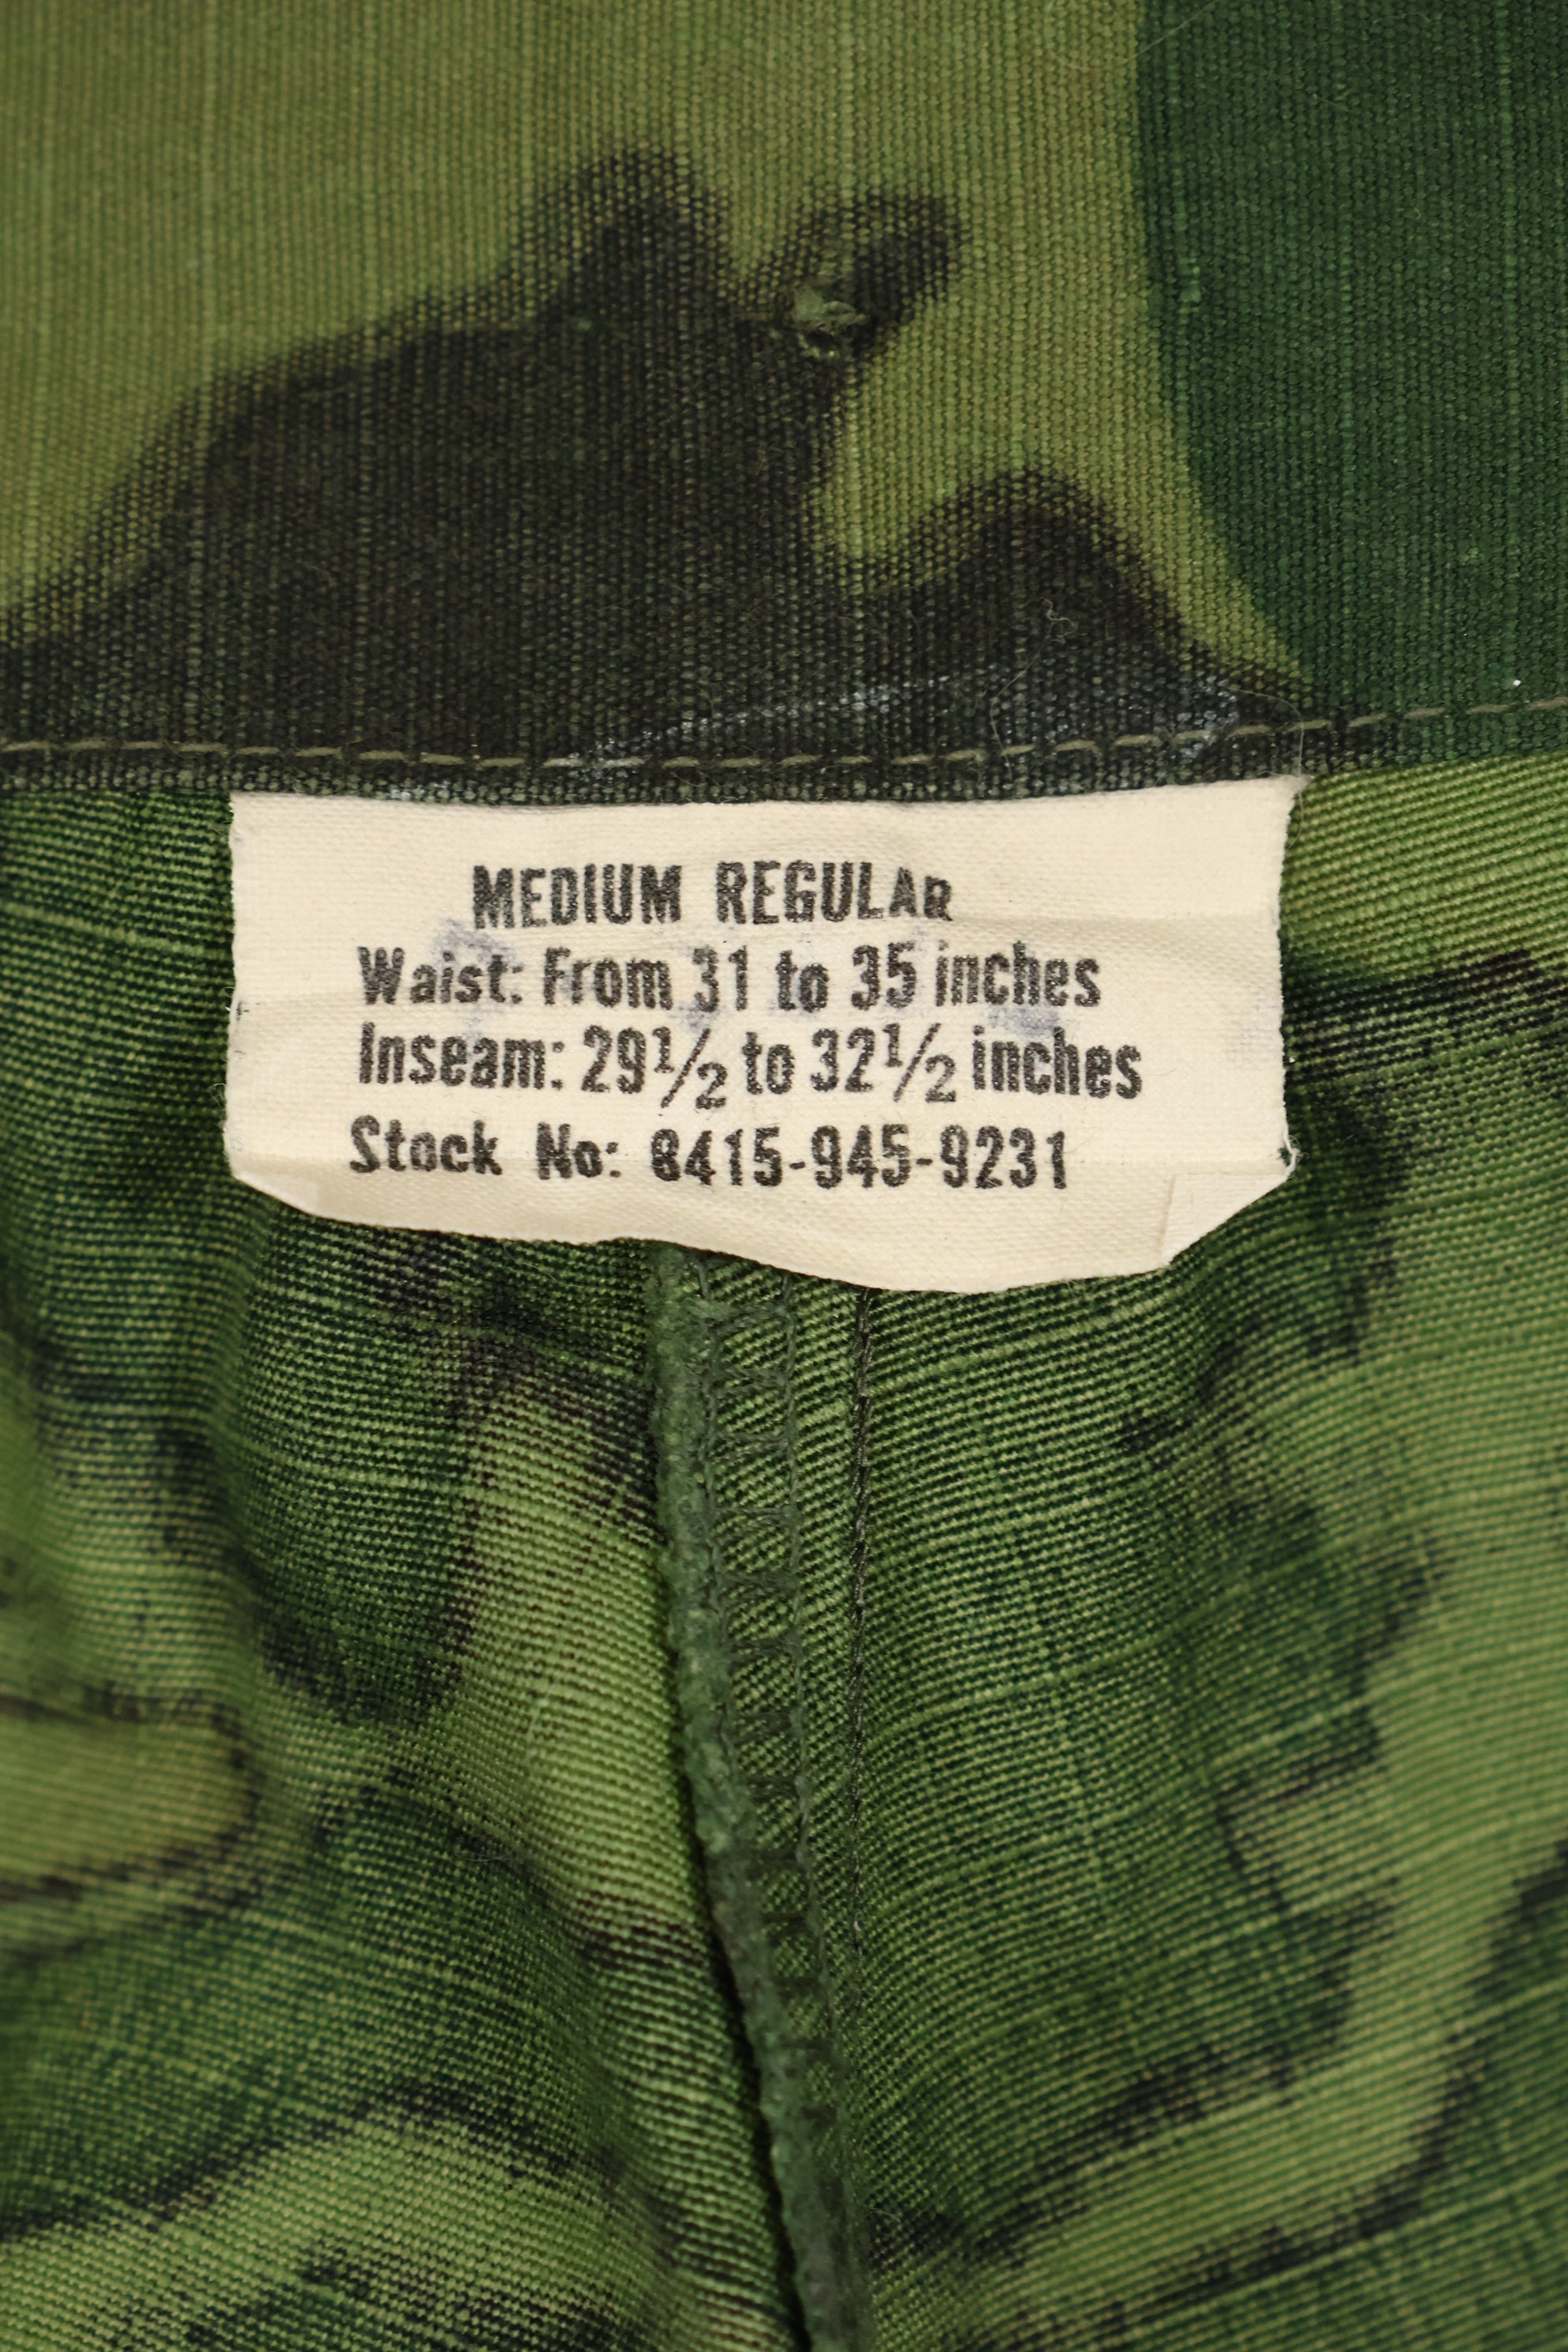 MEDIUM REGULAR
Waist: From 31 to 35 inches
Inseam: 29½ to 32½ inches
Stock No: 8415-945-9231